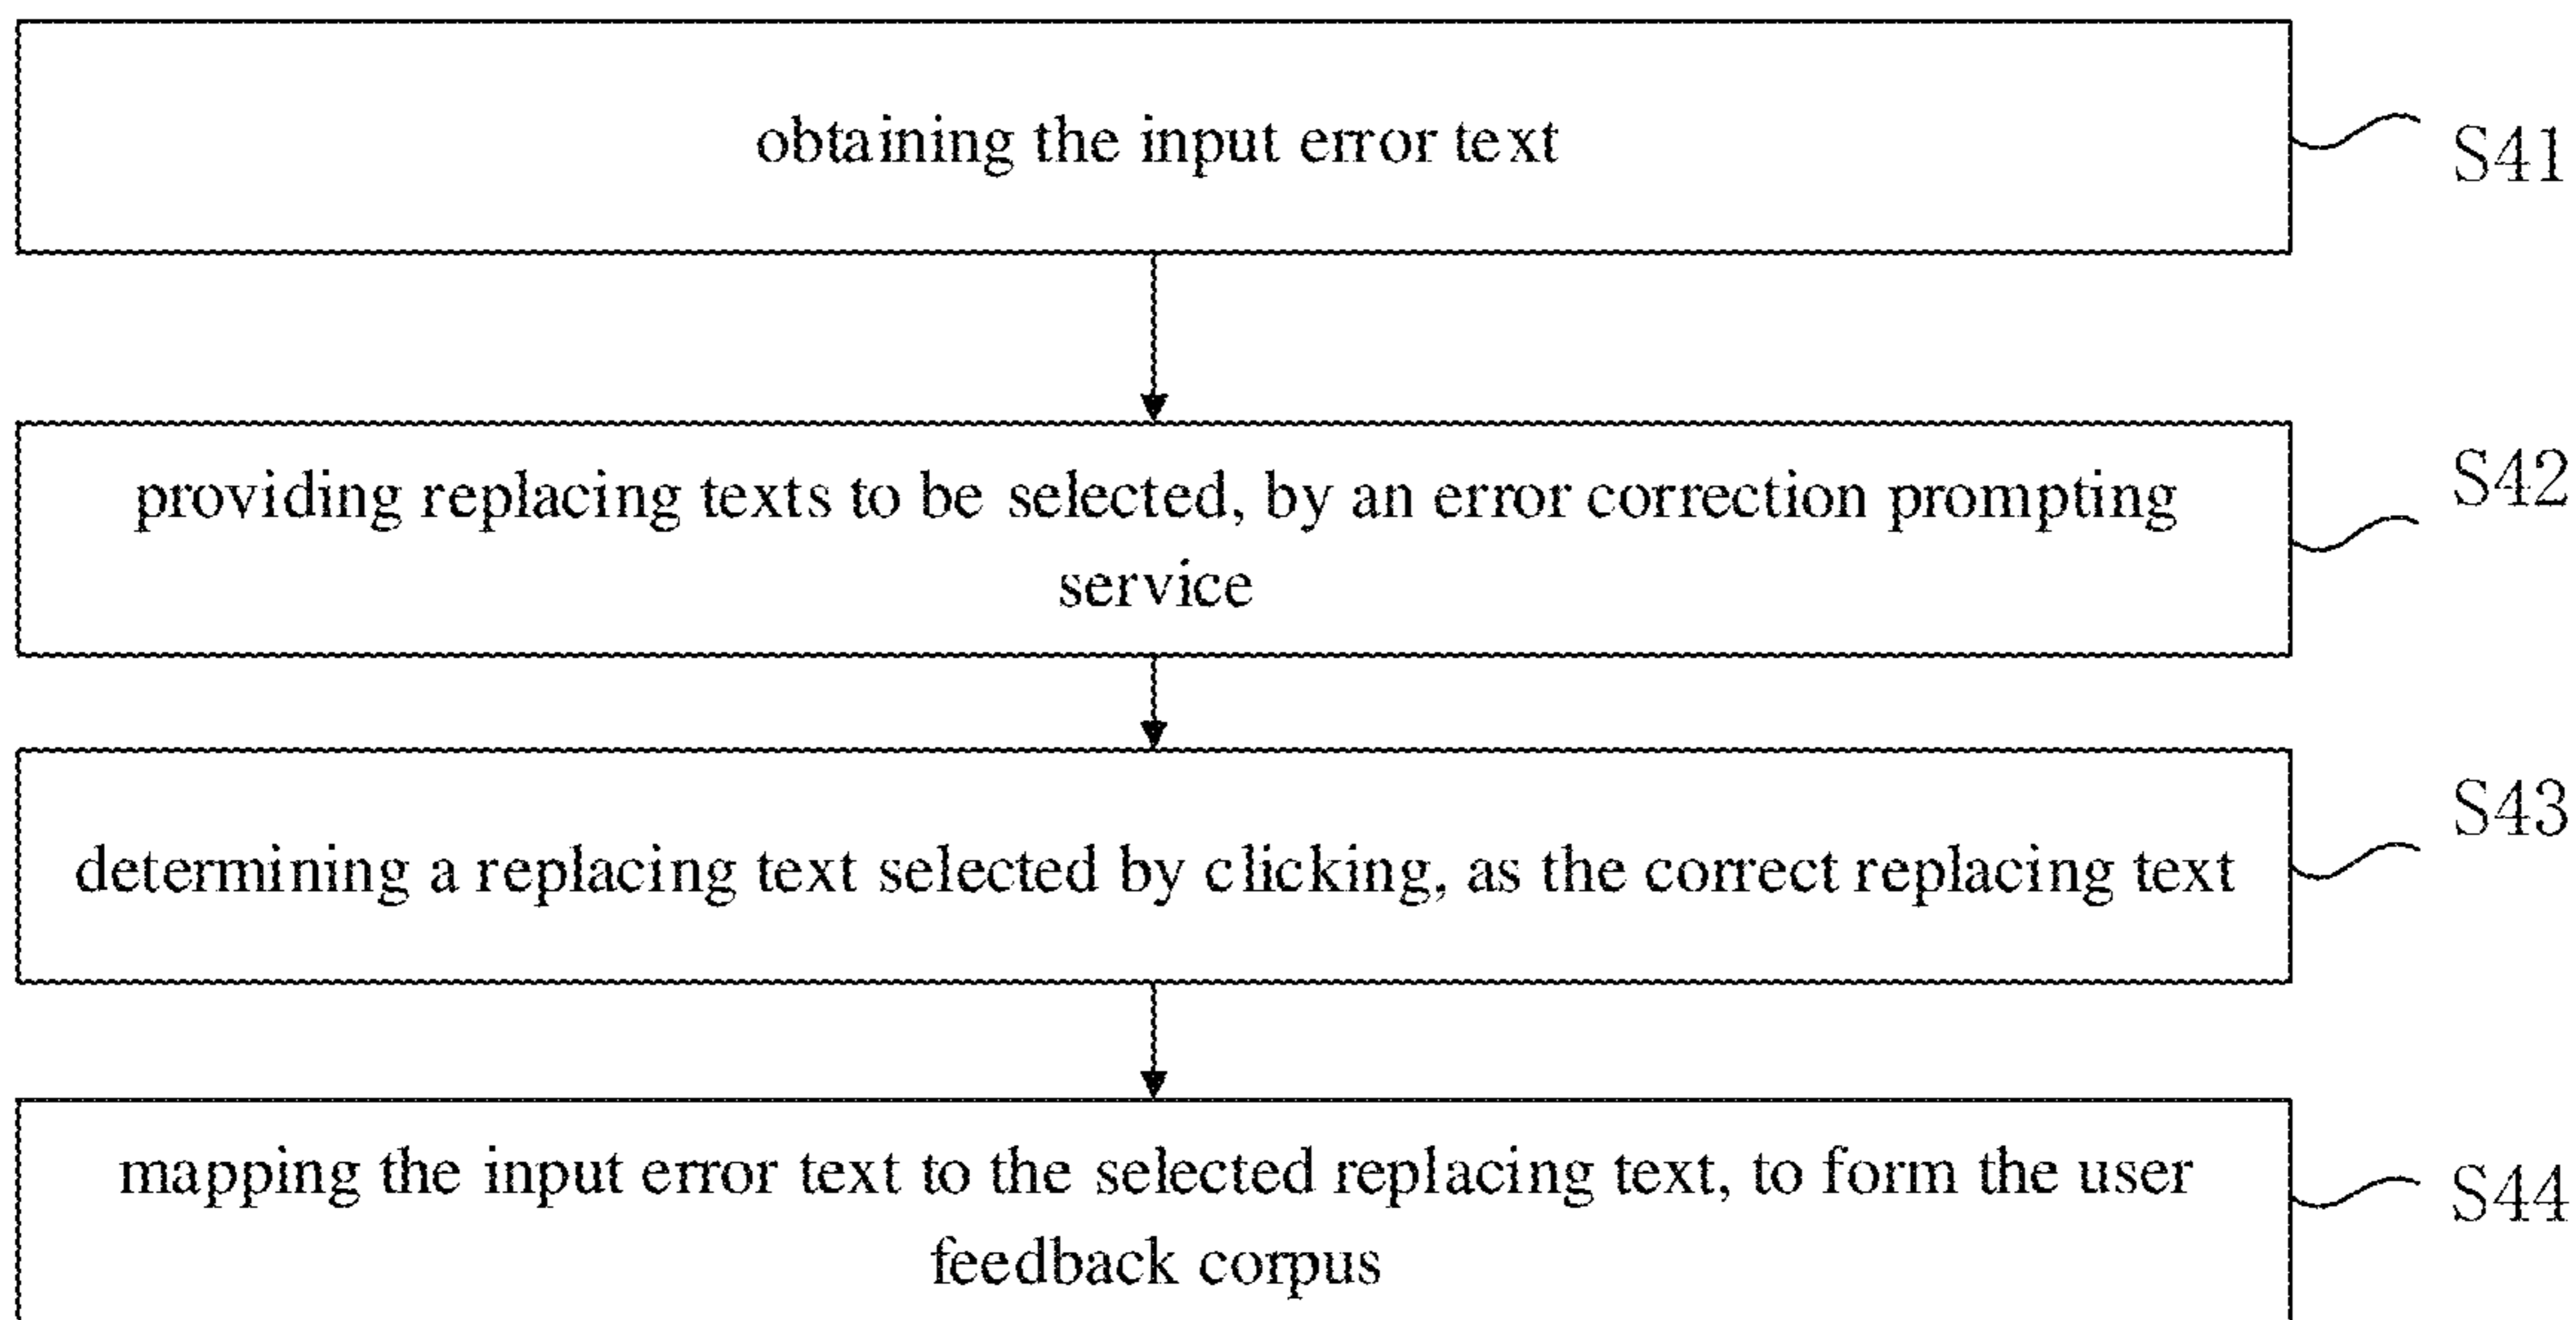 obtaining the input error text
S41
providing replacing texts to be selected, by an error correction prompting
service
S42
determining a replacing text selected by clicking, as the correct replacing text
S43
mapping the input error text to the selected replacing text, to form the user
feedback corpus
S44